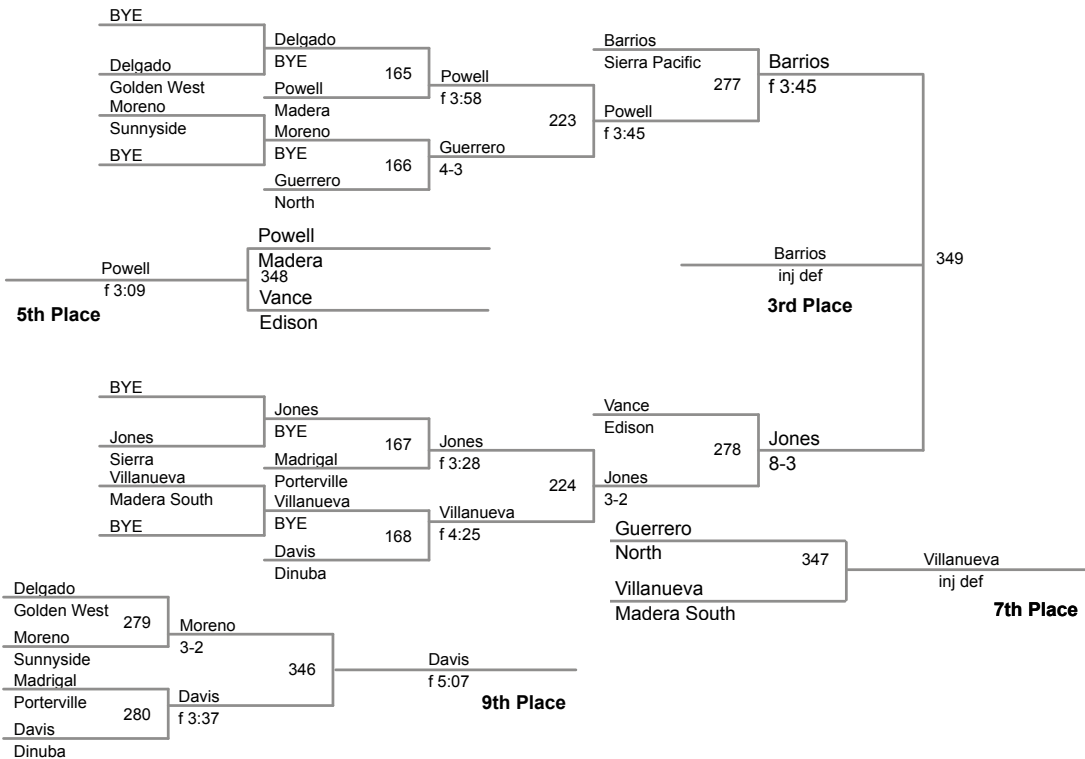 BYE
Delgado
Golden West
Moreno
Sunnyside
BYE
Delgado
BYE
165
Powell
Madera
Moreno
BYE
166
Guerrero
North
Powell
f 3:58
223
Guerrero
4-3
Barrios
Sierra Pacific
277
Powell
f 3:45
Barrios
f 3:45
349
Barrios
inj def
3rd Place
Powell
Madera
348
Vance
Edison
Powell
f 3:09
5th Place
BYE
Jones
Sierra
Villanueva
Madera South
BYE
Jones
BYE
167
Madrigal
Porterville
Villanueva
BYE
168
Davis
Dinuba
Jones
f 3:28
224
Villanueva
f 4:25
Vance
Edison
278
Jones
3-2
Jones
8-3
Guerrero
North
347
Villanueva
Madera South
Villanueva
inj def
7th Place
Delgado
Golden West
279
Moreno
Sunnyside
Madrigal
Porterville
280
Davis
Dinuba
Moreno
3-2
346
Davis
f 3:37
Davis
f 5:07
9th Place